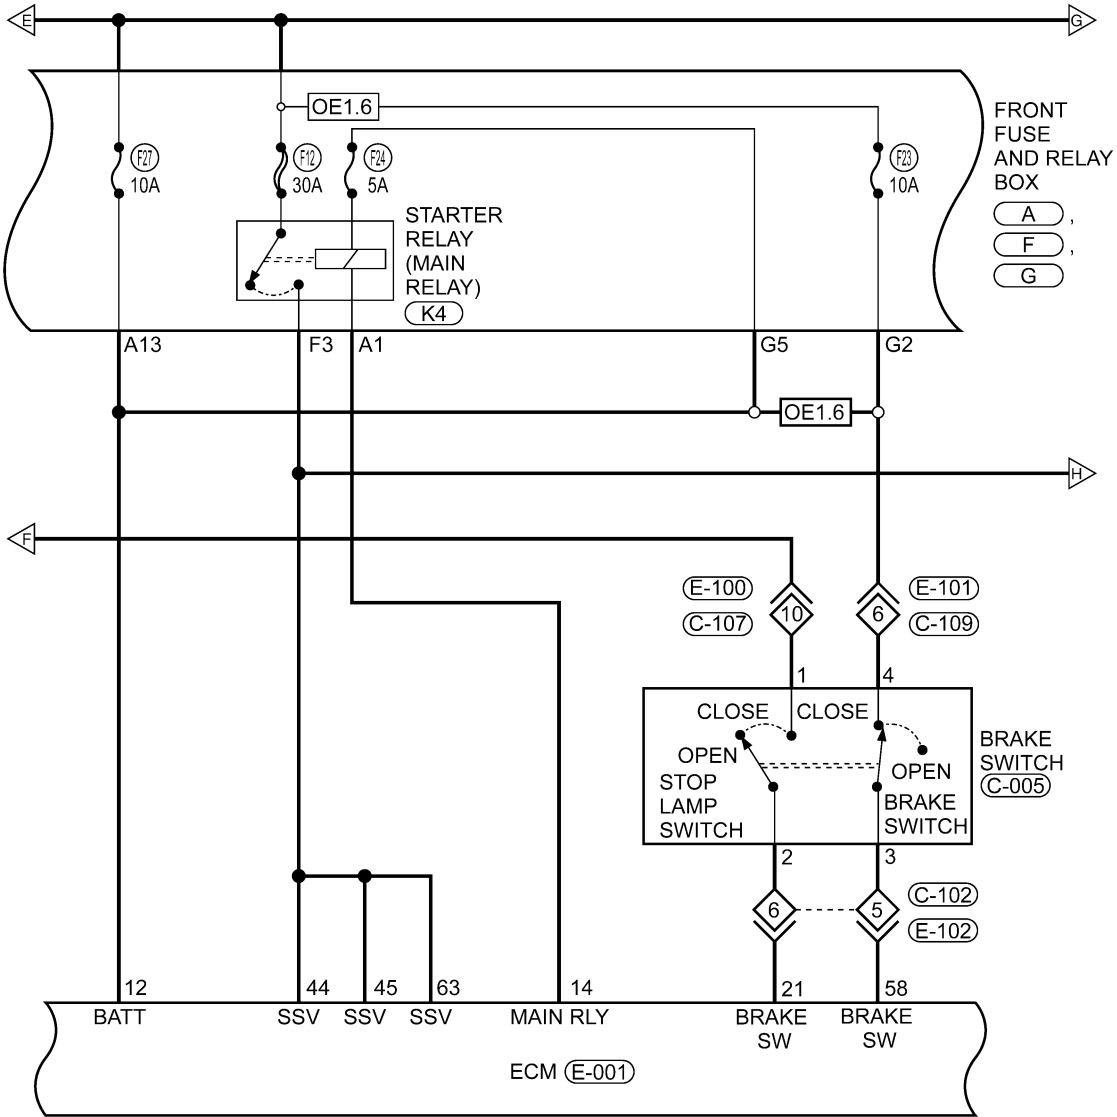 E
G
OE1.6
F27
10A
F12
30A
F24
5A
F23
10A
FRONT
FUSE
AND RELAY
BOX
A ,
F ,
G
STARTER
RELAY
(MAIN
RELAY)
K4
A13
F3
A1
G5
G2
OE1.6
H
F
E-100
C-107
10
6
E-101
C-109
1
4
CLOSE
CLOSE
OPEN
OPEN
STOP
LAMP
SWITCH
BRAKE
SWITCH
BRAKE
SWITCH
C-005
2
3
6
5
C-102
E-102
12
44
45
63
14
21
58
BATT
SSV
SSV
SSV
MAIN RLY
BRAKE
SW
BRAKE
SW
ECM E-001